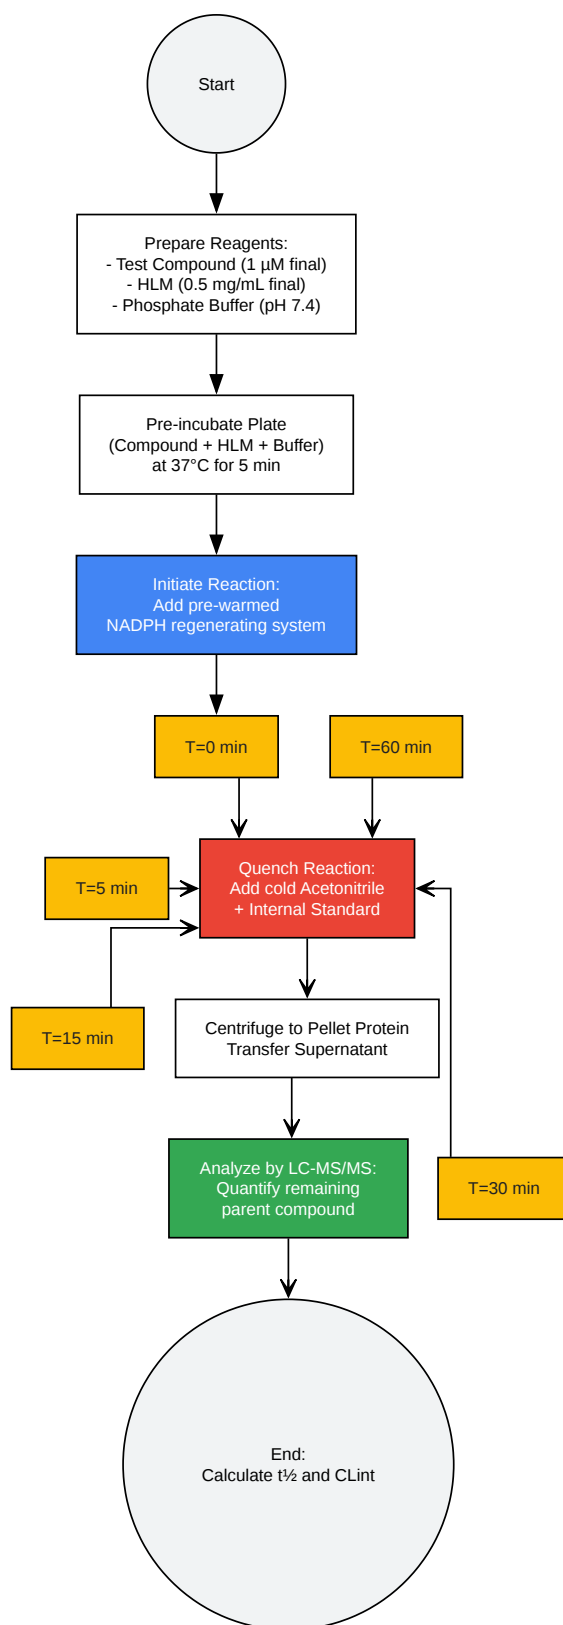 Start
Prepare Reagents:
- Test Compound (1 µM final)
- HLM (0.5 mg/mL final)
- Phosphate Buffer (pH 7.4)
Pre-incubate Plate
(Compound + HLM + Buffer)
at 37°C for 5 min
Initiate Reaction:
Add pre-warmed
NADPH regenerating system
T=0 min
T=60 min
Quench Reaction:
Add cold Acetonitrile
+ Internal Standard
T=5 min
T=15 min
Centrifuge to Pellet Protein
Transfer Supernatant
Analyze by LC-MS/MS:
Quantify remaining
parent compound
T=30 min
End:
Calculate t½ and CLint